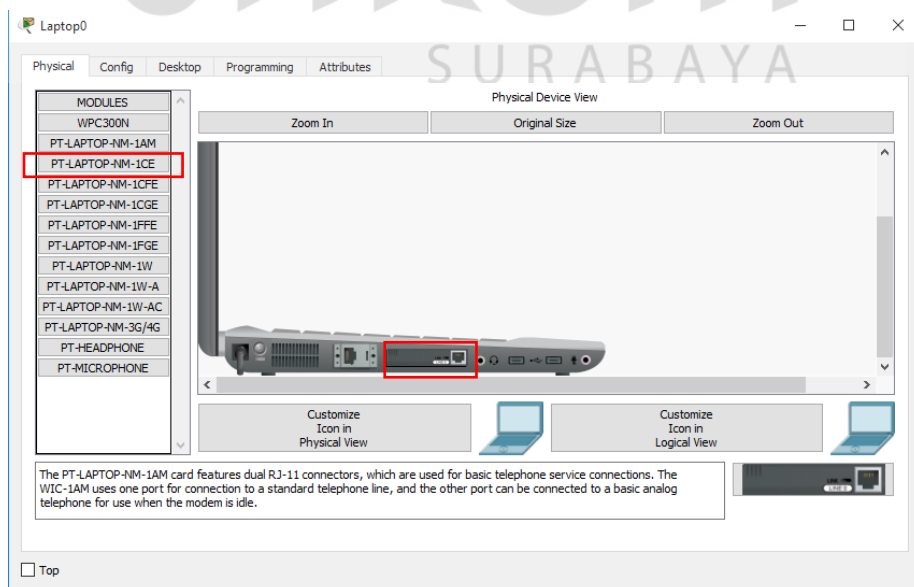 SURABAYA
Laptop0
Physical Config Desktop Programming Attributes
MODULES
WPC300N
PT-LAPTOP-NM-1AM
PT-LAPTOP-NM-1CE
PT-LAPTOP-NM-1CFE
PT-LAPTOP-NM-1CGE
PT-LAPTOP-NM-1FFE
PT-LAPTOP-NM-1FGE
PT-LAPTOP-NM-1W
PT-LAPTOP-NM-1W-A
PT-LAPTOP-NM-1W-AC
PT-LAPTOP-NM-3G/4G
PT-HEADPHONE
PT-MICROPHONE
Physical Device View
Zoom In Original Size Zoom Out
Customize
Icon in
Physical View
Customize
Icon in
Logical View
The PT-LAPTOP-NM-1AM card features dual RJ-11 connectors, which are used for basic telephone service connections. The
WIC-1AM uses one port for connection to a standard telephone line, and the other port can be connected to a basic analog
telephone for use when the modem is idle.
Top